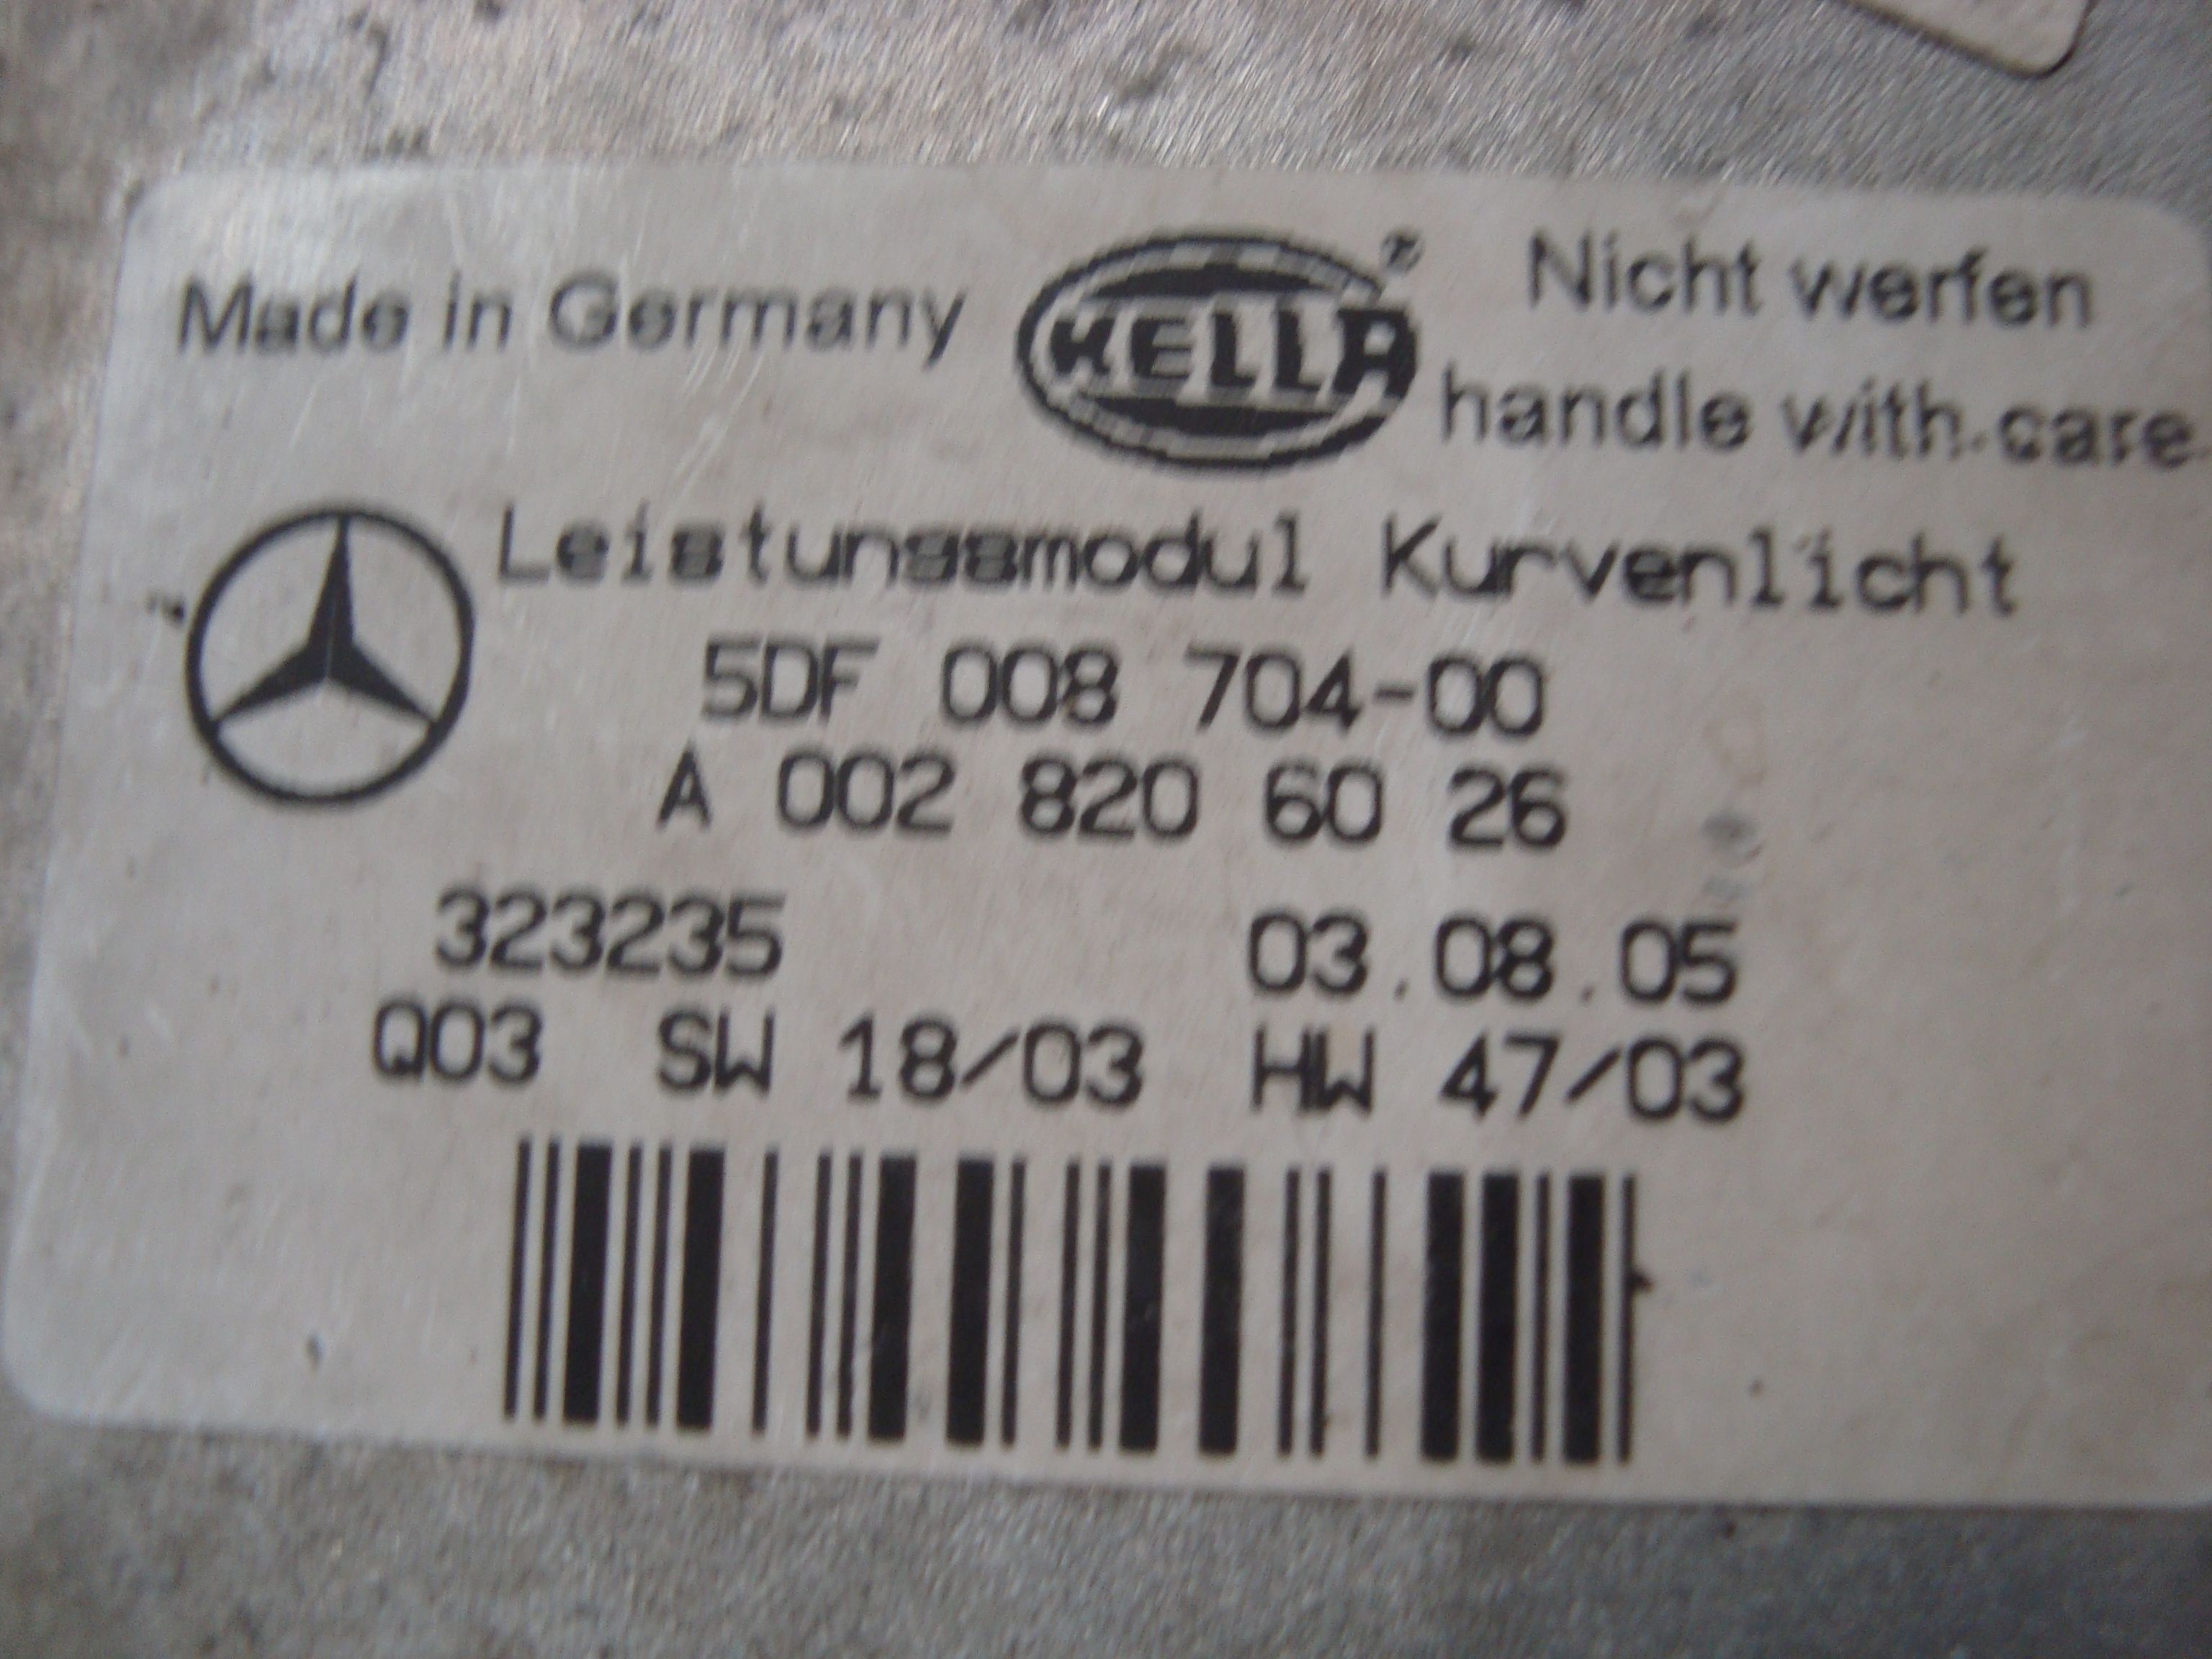 Made in Germany HELLA® Nicht werfen
handle with care
Leistungsmodul Kurvenlicht
5DF 008 704-00
A 002 820 60 26
323235 03.08.05
Q03 SW 18/03 HW 47/03